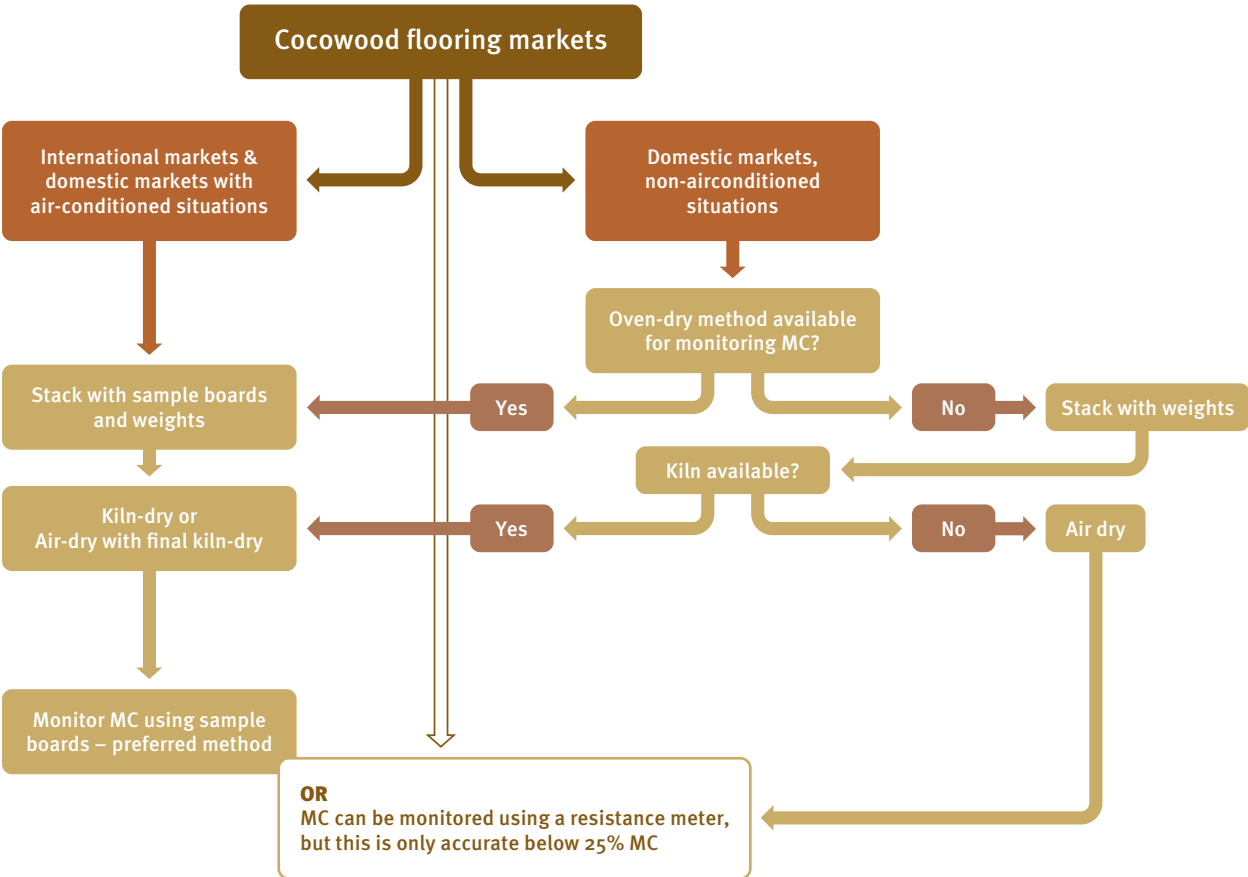 Cocowood flooring markets
International markets &
domestic markets with
air-conditioned situations
Domestic markets,
non-airconditioned
situations
Oven-dry method available
for monitoring MC?
Stack with sample boards
and weights
Yes
No
Stack with weights
Kiln available?
Kiln-dry or
Air-dry with final kiln-dry
Yes
No
Air dry
Monitor MC using sample
boards – preferred method
OR
MC can be monitored using a resistance meter,
but this is only accurate below 25% MC